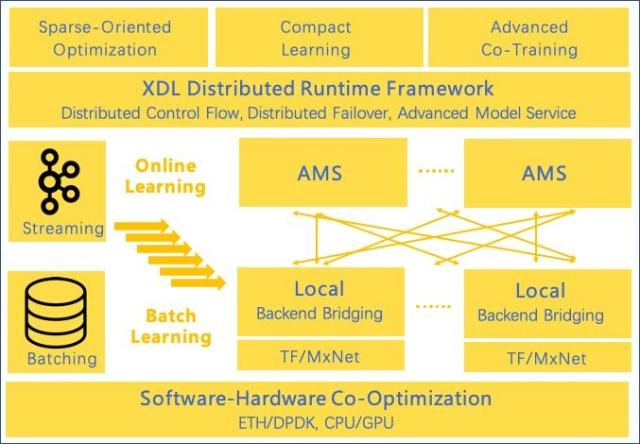 Sparse-Oriented
Optimization
Compact
Learning
Advanced
Co-Training
XDL Distributed Runtime Framework
Distributed Control Flow, Distributed Failover, Advanced Model Service
Streaming
Online
Learning
AMS
······
AMS
Batching
Batch
Learning
Local
Backend Bridging
TF/MxNet
······
Local
Backend Bridging
TF/MxNet
Software-Hardware Co-Optimization
ETH/DPDK, CPU/GPU